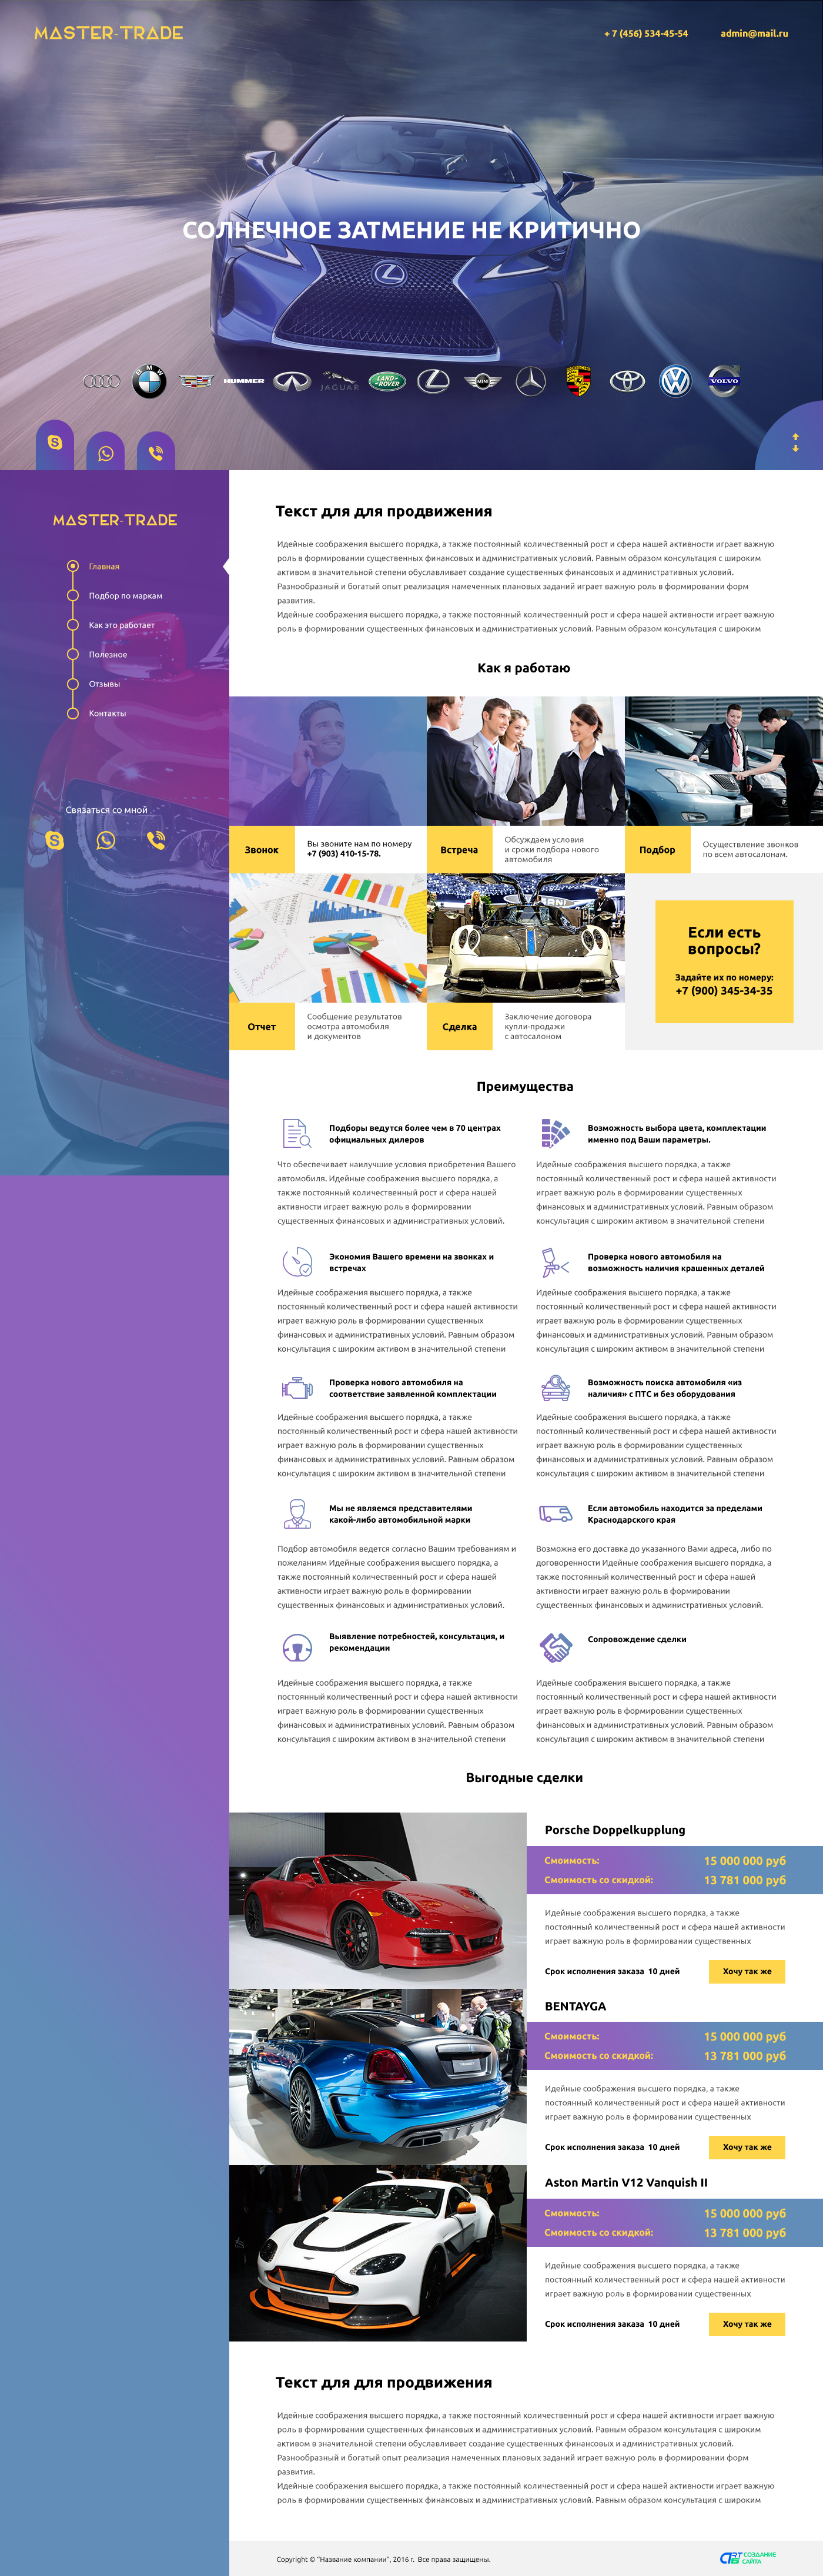 MASTER-TRADE
+ 7 (456) 534-45-54
admin@mail.ru
СОЛНЕЧНОЕ ЗАТМЕНИЕ НЕ КРИТИЧНО
BMW
HUMMER
JAGUAR
LAND ROVER
MINI
VOLVO
MASTER-TRADE
Главная
Подбор по маркам
Как это работает
Полезное
Отзывы
Контакты
Связаться со мной
Текст для для продвижения
Идейные соображения высшего порядка, а также постоянный количественный рост и сфера нашей активности играет важную
роль в формировании существенных финансовых и административных условий. Равным образом консультация с широким
активом в значительной степени обуславливает создание существенных финансовых и административных условий.
Разнообразный и богатый опыт реализация намеченных плановых заданий играет важную роль в формировании форм
развития.
Идейные соображения высшего порядка, а также постоянный количественный рост и сфера нашей активности играет важную
роль в формировании существенных финансовых и административных условий. Равным образом консультация с широким
Как я работаю
Звонок
Вы звоните нам по номеру
+7 (903) 410-15-78.
Встреча
Обсуждаем условия
и сроки подбора нового
автомобиля
Подбор
Осуществление звонков
по всем автосалонам.
Отчет
Сообщение результатов
осмотра автомобиля
и документов
Сделка
Заключение договора
купли-продажи
с автосалоном
Если есть
вопросы?
Задайте их по номеру:
+7 (900) 345-34-35
Преимущества
Подборы ведутся более чем в 70 центрах
официальных дилеров
Что обеспечивает наилучшие условия приобретения Вашего
автомобиля. Идейные соображения высшего порядка, а
также постоянный количественный рост и сфера нашей
активности играет важную роль в формировании
существенных финансовых и административных условий.
Возможность выбора цвета, комплектации
именно под Ваши параметры.
Идейные соображения высшего порядка, а также
постоянный количественный рост и сфера нашей активности
играет важную роль в формировании существенных
финансовых и административных условий. Равным образом
консультация с широким активом в значительной степени
Экономия Вашего времени на звонках и
встречах
Идейные соображения высшего порядка, а также
постоянный количественный рост и сфера нашей активности
играет важную роль в формировании существенных
финансовых и административных условий. Равным образом
консультация с широким активом в значительной степени
Проверка нового автомобиля на
возможность наличия крашенных деталей
Идейные соображения высшего порядка, а также
постоянный количественный рост и сфера нашей активности
играет важную роль в формировании существенных
финансовых и административных условий. Равным образом
консультация с широким активом в значительной степени
Проверка нового автомобиля на
соответствие заявленной комплектации
Идейные соображения высшего порядка, а также
постоянный количественный рост и сфера нашей активности
играет важную роль в формировании существенных
финансовых и административных условий. Равным образом
консультация с широким активом в значительной степени
Возможность поиска автомобиля «из
наличия» с ПТС и без оборудования
Идейные соображения высшего порядка, а также
постоянный количественный рост и сфера нашей активности
играет важную роль в формировании существенных
финансовых и административных условий. Равным образом
консультация с широким активом в значительной степени
Мы не являемся представителями
какой-либо автомобильной марки
Подбор автомобиля ведется согласно Вашим требованиям и
пожеланиям Идейные соображения высшего порядка, а
также постоянный количественный рост и сфера нашей
активности играет важную роль в формировании
существенных финансовых и административных условий.
Если автомобиль находится за пределами
Краснодарского края
Возможна его доставка до указанного Вами адреса, либо по
договоренности Идейные соображения высшего порядка, а
также постоянный количественный рост и сфера нашей
активности играет важную роль в формировании
существенных финансовых и административных условий.
Выявление потребностей, консультация, и
рекомендации
Идейные соображения высшего порядка, а также
постоянный количественный рост и сфера нашей активности
играет важную роль в формировании существенных
финансовых и административных условий. Равным образом
консультация с широким активом в значительной степени
Сопровождение сделки
Идейные соображения высшего порядка, а также
постоянный количественный рост и сфера нашей активности
играет важную роль в формировании существенных
финансовых и административных условий. Равным образом
консультация с широким активом в значительной степени
Выгодные сделки
Porsche Doppelkupplung
Смоимость: 15 000 000 руб
Смоимость со скидкой: 13 781 000 руб
Идейные соображения высшего порядка, а также
постоянный количественный рост и сфера нашей активности
играет важную роль в формировании существенных
Срок исполнения заказа 10 дней
Хочу так же
BENTAYGA
Смоимость: 15 000 000 руб
Смоимость со скидкой: 13 781 000 руб
Идейные соображения высшего порядка, а также
постоянный количественный рост и сфера нашей активности
играет важную роль в формировании существенных
Срок исполнения заказа 10 дней
Хочу так же
Aston Martin V12 Vanquish II
Смоимость: 15 000 000 руб
Смоимость со скидкой: 13 781 000 руб
Идейные соображения высшего порядка, а также
постоянный количественный рост и сфера нашей активности
играет важную роль в формировании существенных
Срок исполнения заказа 10 дней
Хочу так же
Текст для для продвижения
Идейные соображения высшего порядка, а также постоянный количественный рост и сфера нашей активности играет важную
роль в формировании существенных финансовых и административных условий. Равным образом консультация с широким
активом в значительной степени обуславливает создание существенных финансовых и административных условий.
Разнообразный и богатый опыт реализация намеченных плановых заданий играет важную роль в формировании форм
развития.
Идейные соображения высшего порядка, а также постоянный количественный рост и сфера нашей активности играет важную
роль в формировании существенных финансовых и административных условий. Равным образом консультация с широким
Copyright © "Название компании", 2016 г. Все права защищены.
СОЗДАНИЕ
САЙТА